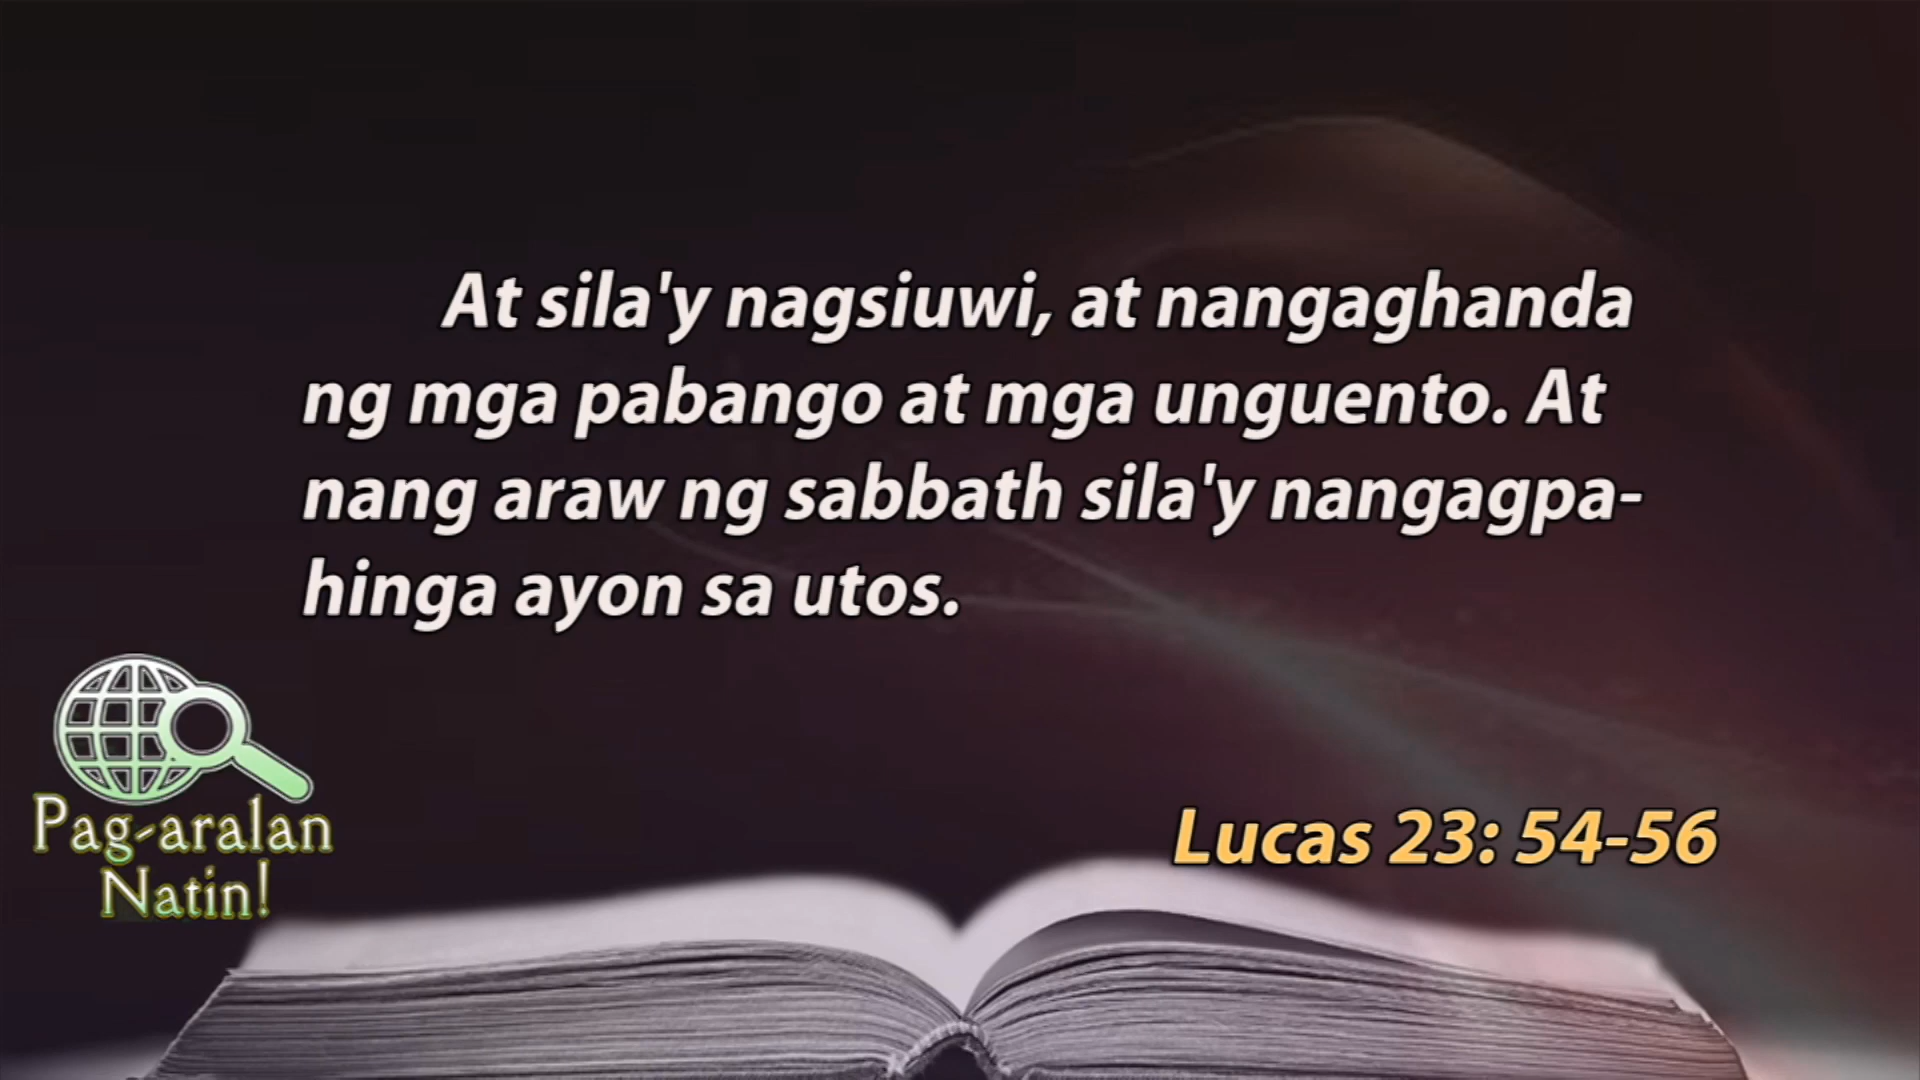 At sila'y nagsiuwi, at nangaghanda
ng mga pabango at mga unguento. At
nang araw ng sabbath sila'y nangagpa-
hinga ayon sa utos.
Lucas 23: 54-56
Pag-aralan
Natin!